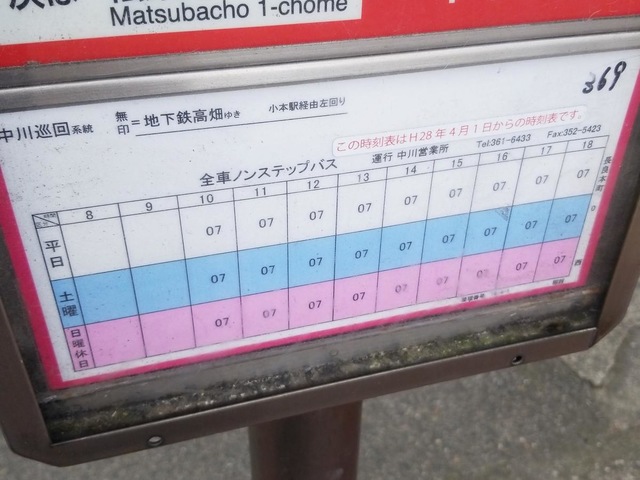 Matsubacho 1-chome
369
中川巡回系統 無印=地下鉄高畑ゆき 小本駅経由左回り
この時刻表はH28年4月1日からの時刻表です。
全車ノンステップバス 運行 中川営業所 Tel:361-6433 Fax:352-5423
8 9 10 11 12 13 14 15 16 17 18
平日 07 07 07 07 07 07 07 07 07
土曜 07 07 07 07 07 07 07 07 07
日曜休日 07 07 07 07 07 07 07 07
長良本町
9
西